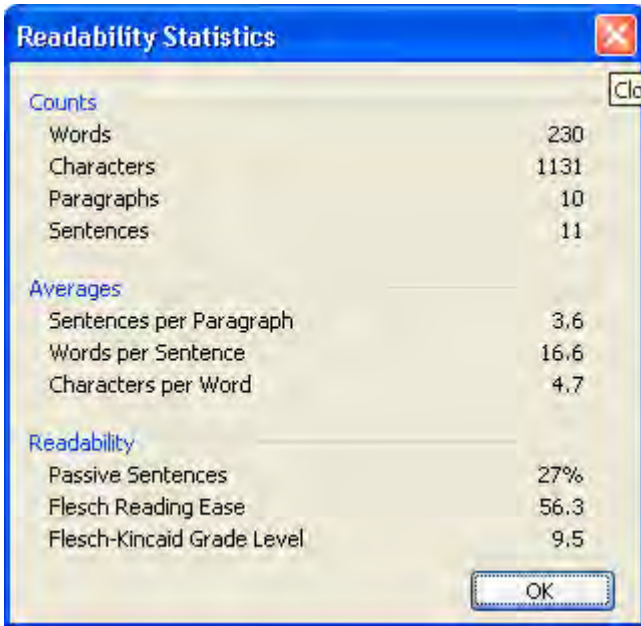 Readability Statistics
Clo
Counts
Words 230
Characters 1131
Paragraphs 10
Sentences 11
Averages
Sentences per Paragraph 3.6
Words per Sentence 16.6
Characters per Word 4.7
Readability
Passive Sentences 27%
Flesch Reading Ease 56.3
Flesch-Kincaid Grade Level 9.5
OK